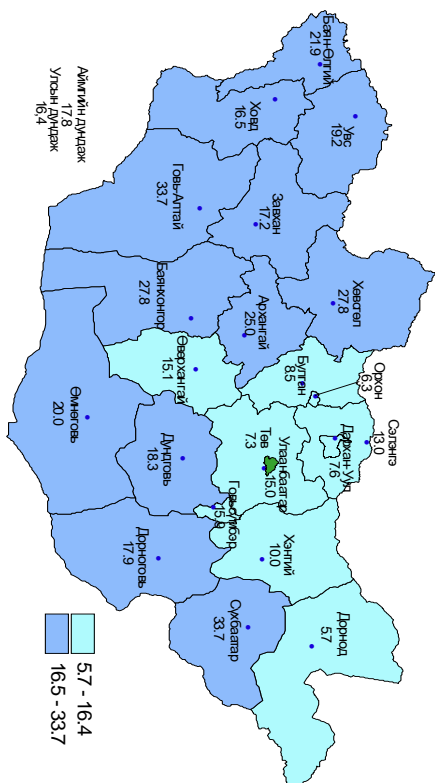 Баян-Өлгий
21.9
Увс
19.2
Ховд
16.5
Говь-Алтай
33.7
Завхан
17.2
Хөвсгөл
27.8
Архангай
25.0
Баянхонгор
27.8
Өвөрхангай
15.1
Булган
8.5
Орхон
6.3
Сэлэнгэ
13.0
Дархан-Уул
7.6
Улаанбаатар
15.0
Төв
7.3
Говьсүмбэр
15.9
Хэнтий
10.0
Дорнод
5.7
Сүхбаатар
33.7
Дорноговь
17.9
Дундговь
18.3
Өмнөговь
20.0
Аймгийн дундаж
17.8
Улсын дундаж
16.4
5.7 - 16.4
16.5 - 33.7